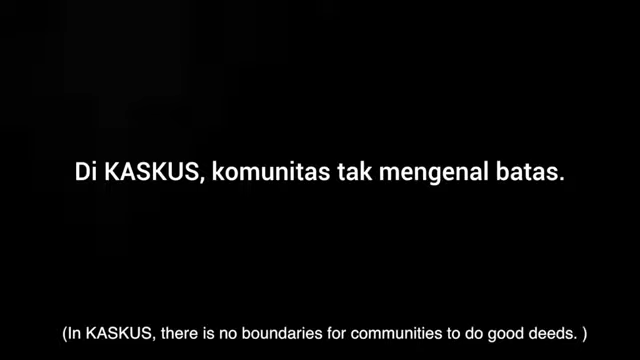 Di KASKUS, komunitas tak mengenal batas.
(In KASKUS, there is no boundaries for communities to do good deeds. )